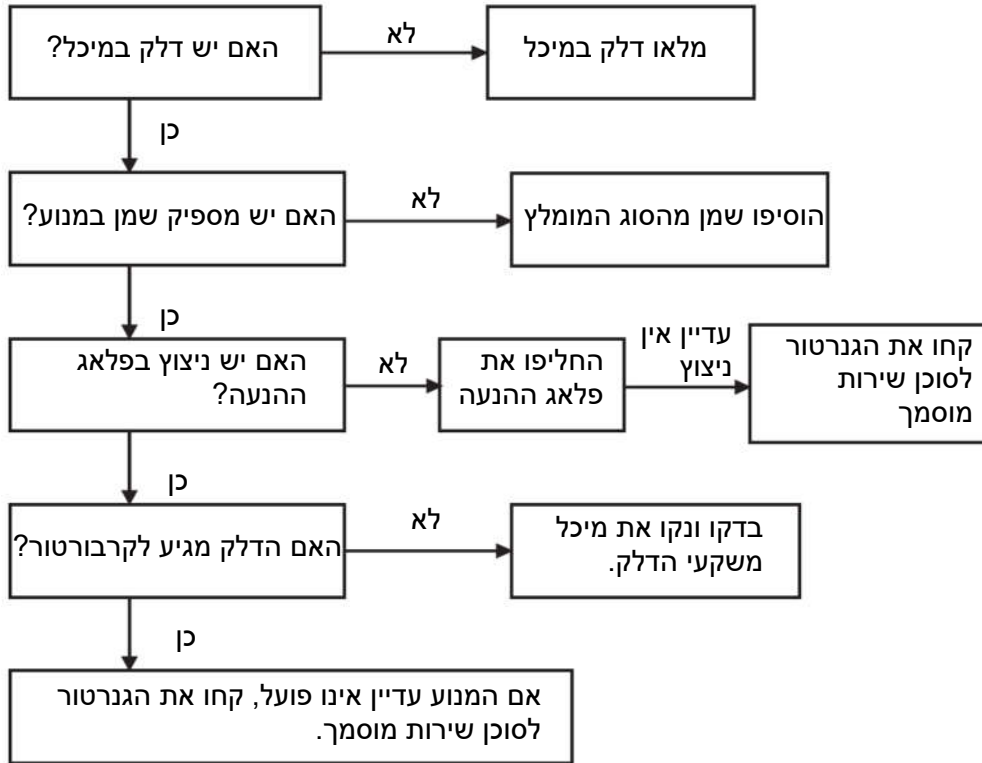 האם יש דלק במיכל?
לא
מלאו דלק במיכל
כן
האם יש מספיק שמן במנוע?
לא
הוסיפו שמן מהסוג המומלץ
כן
האם יש ניצוץ בפלאג
ההנעה?
לא
החליפו את
פלאג ההנעה
עדיין אין
ניצוץ
קחו את הגנרטור
לסוכן שירות
מוסמך
כן
האם הדלק מגיע לקרבורטור?
לא
בדקו ונקו את מיכל
משקעי הדלק.
כן
אם המנוע עדיין אינו פועל, קחו את הגנרטור
לסוכן שירות מוסמך.